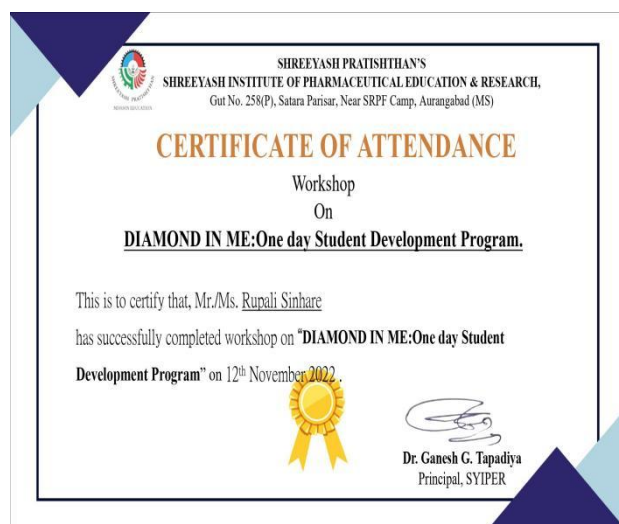 SHREEYASH PRATISHTHAN'S
SHREEYASH INSTITUTE OF PHARMACEUTICAL EDUCATION & RESEARCH,
Gut No. 258(P), Satara Parisar, Near SRPF Camp, Aurangabad (MS)
CERTIFICATE OF ATTENDANCE
Workshop
On
DIAMOND IN ME:One day Student Development Program.
This is to certify that, Mr./Ms. Rupali Sinhare
has successfully completed workshop on "DIAMOND IN ME:One day Student
Development Program" on 12th November 2022 .
Dr. Ganesh G. Tapadiya
Principal, SYIPER